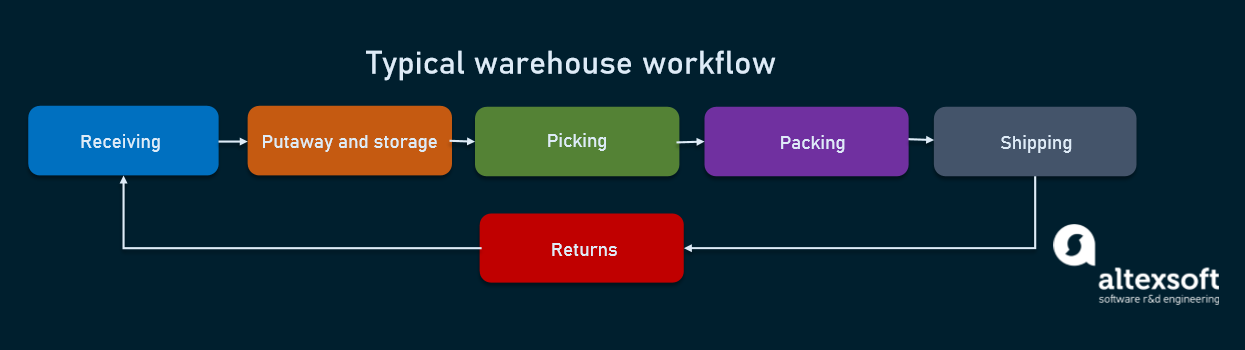 Typical warehouse workflow
Receiving
Putaway and storage
Picking
Packing
Shipping
Returns
altexsoft
software r&d engineering